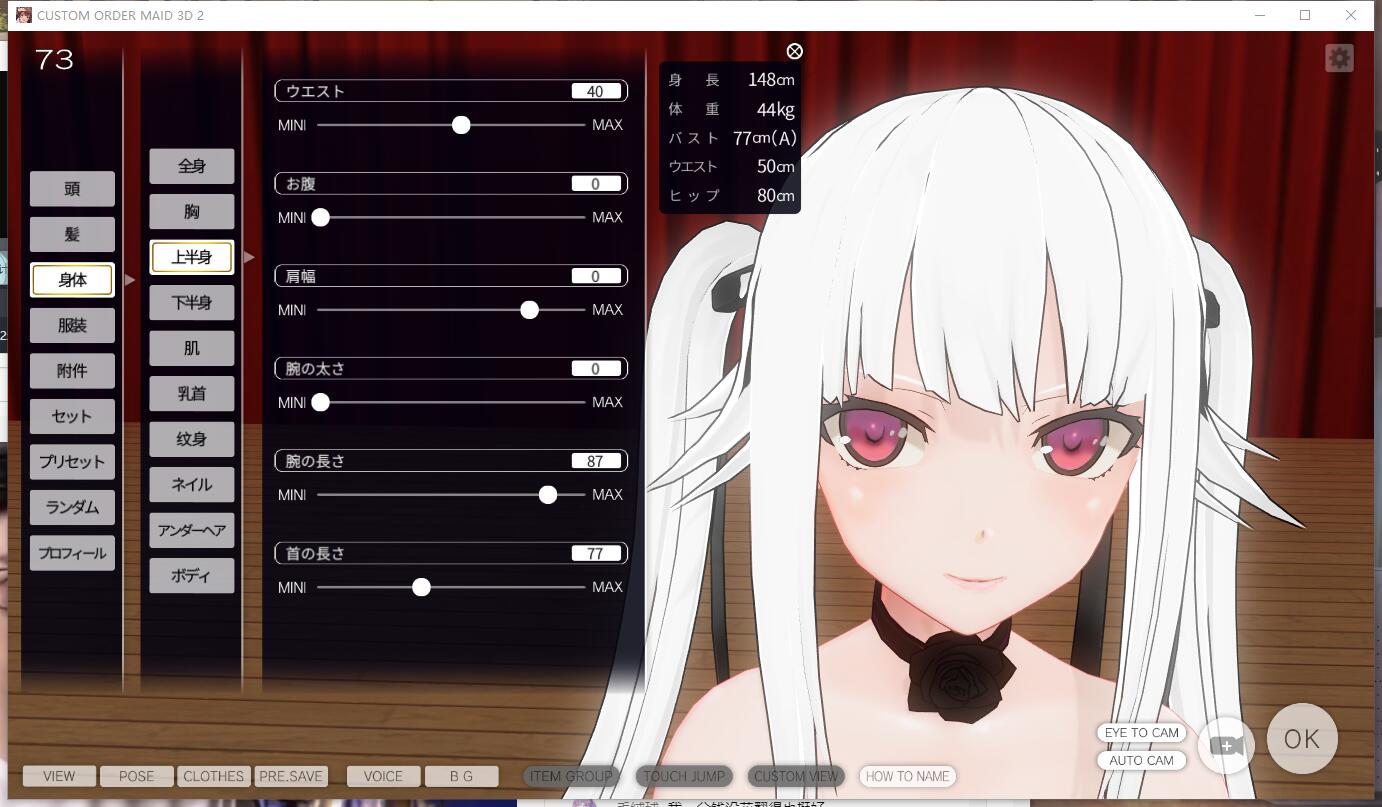 CUSTOM ORDER MAID 3D 2
73
頭
髪
身体
服装
附件
セット
プリセット
ランダム
プロフィール
全身
胸
上半身
下半身
肌
乳首
纹身
ネイル
アンダーヘア
ボディ
ウエスト 40
MINI MAX
お腹 0
MINI MAX
肩幅 0
MINI MAX
腕の太さ 0
MINI MAX
腕の長さ 87
MINI MAX
首の長さ 77
MINI MAX
身長 148cm
体重 44kg
バスト 77cm(A)
ウエスト 50cm
ヒップ 80cm
EYE TO CAM
AUTO CAM
OK
VIEW POSE CLOTHES PRE.SAVE VOICE B G ITEM GROUP TOUCH JUMP CUSTOM VIEW HOW TO NAME